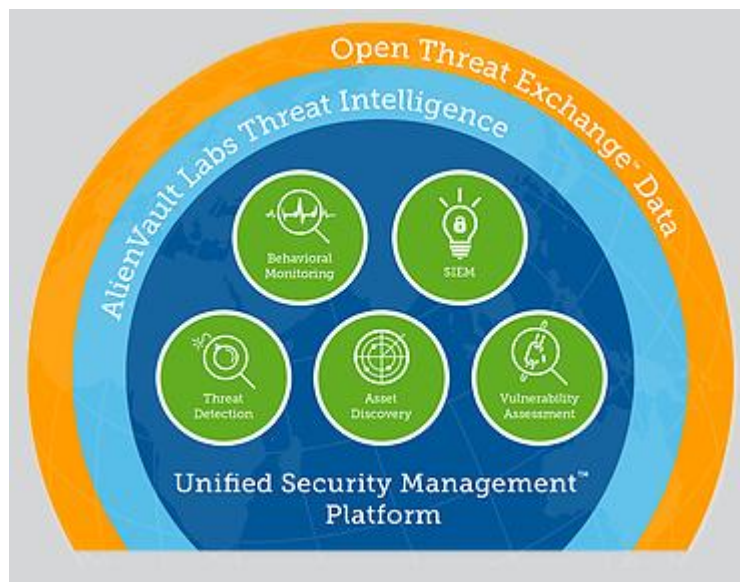 Open Threat Exchange™ Data
AlienVault Labs Threat Intelligence
Behavioral
Monitoring
SIEM
Threat
Detection
Asset
Discovery
Vulnerability
Assessment
Unified Security Management™
Platform